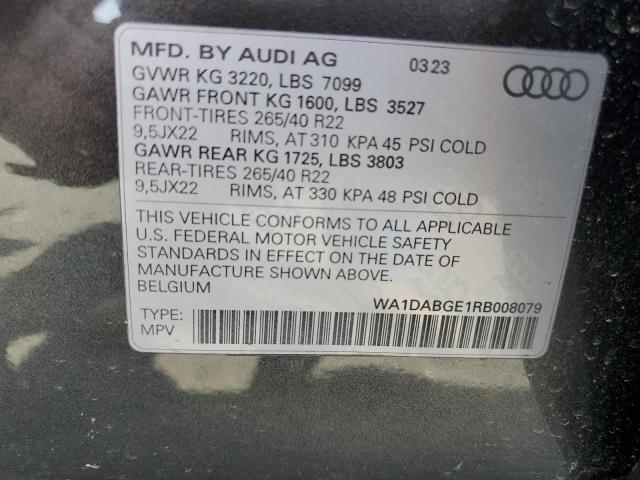 MFD. BY AUDI AG 03 23
GVWR KG 3220, LBS 7099
GAWR FRONT KG 1600, LBS 3527
FRONT-TIRES 265/40 R22
9,5JX22 RIMS, AT 310 KPA 45 PSI COLD
GAWR REAR KG 1725, LBS 3803
REAR-TIRES 265/40 R22
9,5JX22 RIMS, AT 330 KPA 48 PSI COLD
THIS VEHICLE CONFORMS TO ALL APPLICABLE
U.S. FEDERAL MOTOR VEHICLE SAFETY
STANDARDS IN EFFECT ON THE DATE OF
MANUFACTURE SHOWN ABOVE.
BELGIUM
WA1DABGE1RB008079
TYPE:
MPV